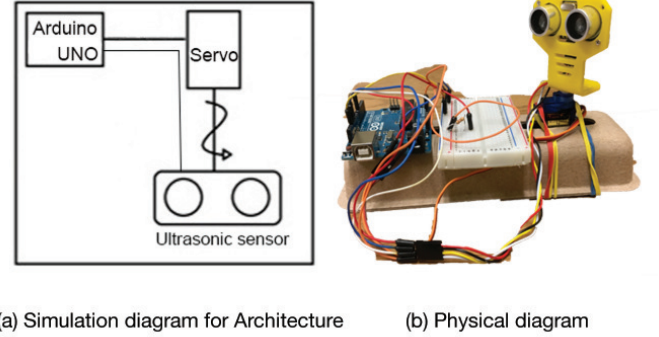 Arduino
UNO
Servo
Ultrasonic sensor
(a) Simulation diagram for Architecture
(b) Physical diagram